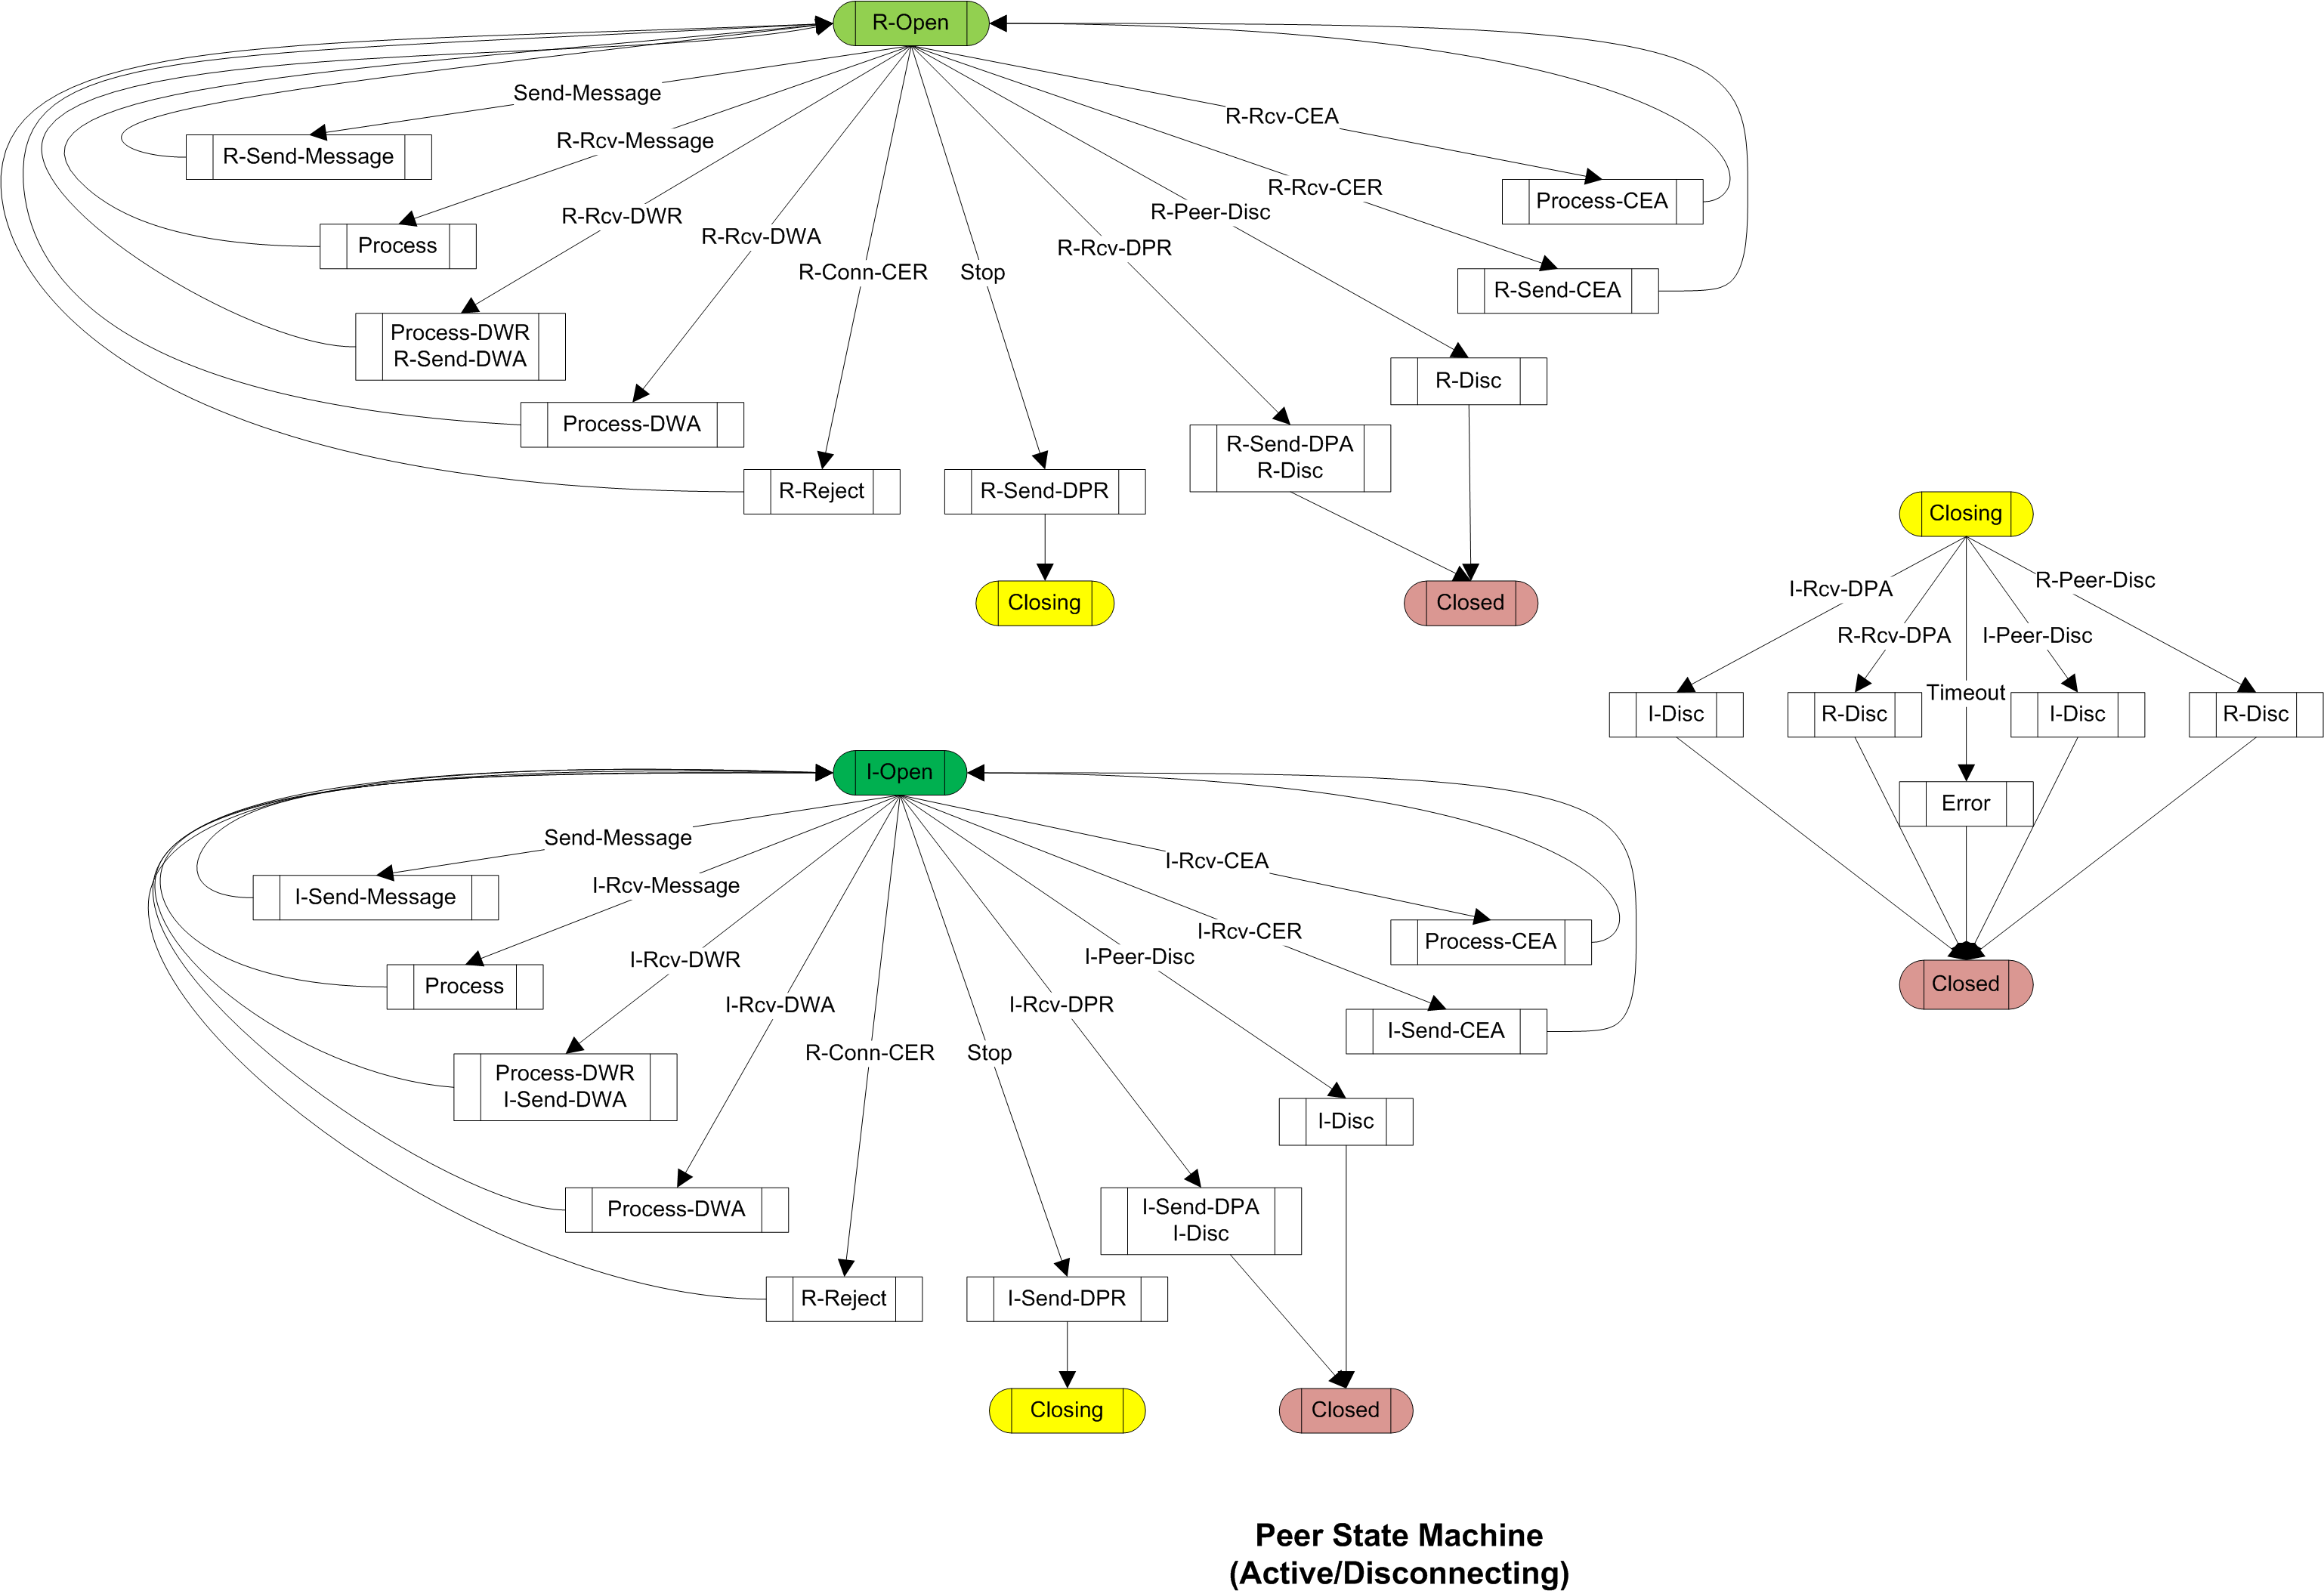 R-Open
Send-Message
R-Rcv-CEA
R-Rcv-Message
R-Send-Message
R-Rcv-CER
Process-CEA
R-Rcv-DWR
R-Peer-Disc
R-Rcv-DWA
Process
R-Rcv-DPR
R-Conn-CER
Stop
R-Send-CEA
Process-DWR
R-Send-DWA
R-Disc
Process-DWA
R-Send-DPA
R-Disc
R-Reject
R-Send-DPR
Closing
Closed
Closing
I-Rcv-DPA
R-Peer-Disc
R-Rcv-DPA
I-Peer-Disc
Timeout
I-Disc
R-Disc
I-Disc
R-Disc
Error
Closed
I-Open
Send-Message
I-Rcv-CEA
I-Rcv-Message
I-Send-Message
I-Rcv-CER
Process-CEA
I-Rcv-DWR
I-Peer-Disc
Process
I-Rcv-DWA
I-Rcv-DPR
I-Send-CEA
R-Conn-CER
Stop
Process-DWR
I-Send-DWA
I-Disc
Process-DWA
I-Send-DPA
I-Disc
R-Reject
I-Send-DPR
Closing
Closed
Peer State Machine
(Active/Disconnecting)